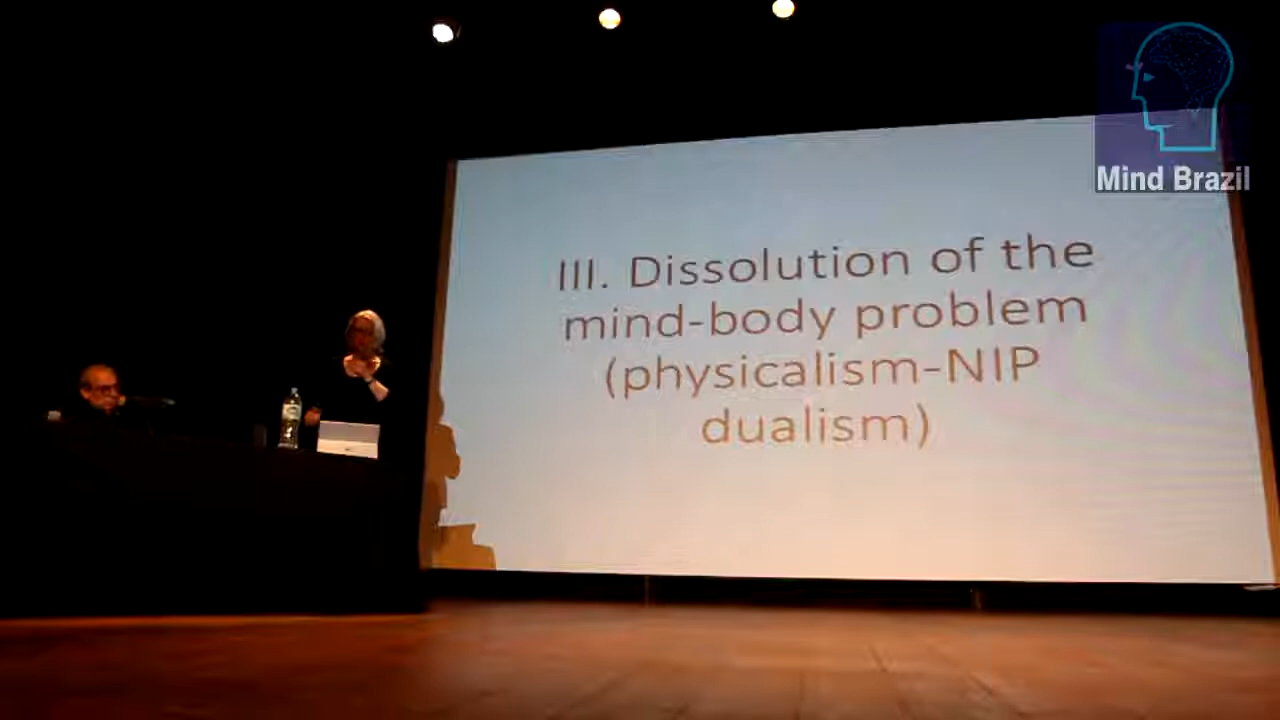 Mind Brazil
III. Dissolution of the
mind-body problem
(physicalism-NIP
dualism)